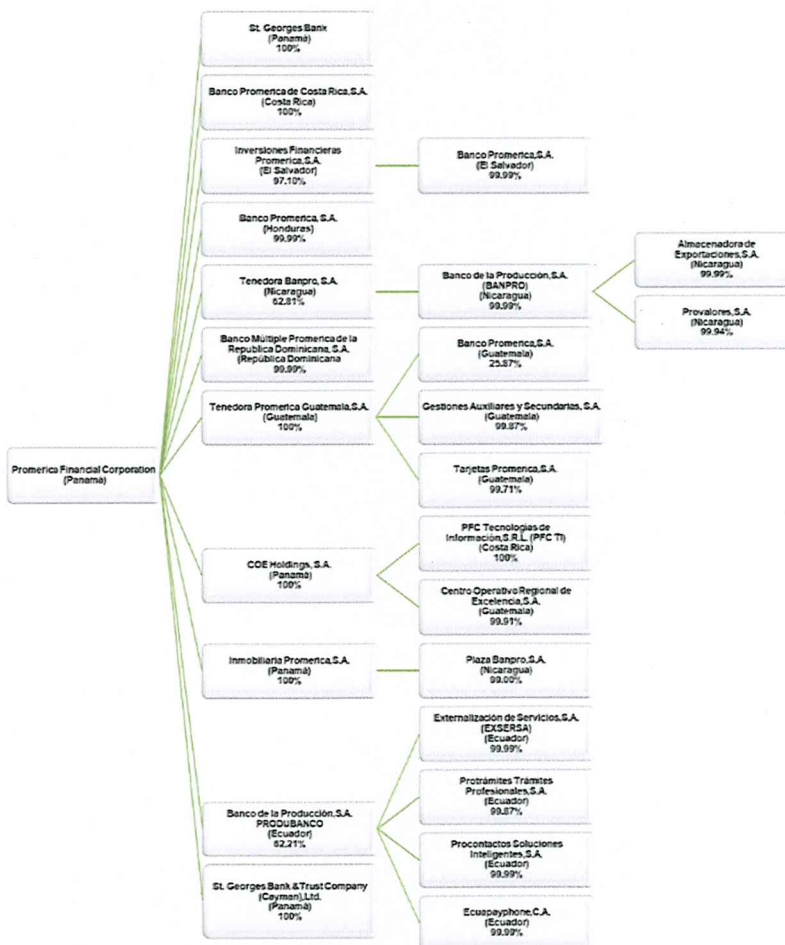 Promerica Financial Corporation
(Panamá)
St. Georges Bank
(Panamá)
100%
Banco Promerica de Costa Rica, S.A.
(Costa Rica)
100%
Inversiones Financieras
Promerica, S.A.
(El Salvador)
97.10%
Banco Promerica, S.A.
(El Salvador)
99.99%
Banco Promerica, S.A.
(Honduras)
99.99%
Tenedora Banpro, S.A.
(Nicaragua)
62.81%
Banco de la Producción, S.A.
(BANPRO)
(Nicaragua)
99.99%
Almacenadora de
Exportaciones, S.A.
(Nicaragua)
99.99%
Provalores, S.A.
(Nicaragua)
99.94%
Banco Múltiple Promerica de la
Republica Dominicana, S.A.
(República Dominicana
99.99%
Tenedora Promerica Guatemala, S.A.
(Guatemala)
100%
Banco Promerica, S.A.
(Guatemala)
25.87%
Gestiones Auxiliares y Secundarias, S.A.
(Guatemala)
99.87%
Tarjetas Promerica, S.A.
(Guatemala)
99.71%
COE Holdings, S.A.
(Panamá)
100%
PFC Tecnologías de
Información, S.R.L. (PFC TI)
(Costa Rica)
100%
Centro Operativo Regional de
Excelencia, S.A.
(Guatemala)
99.91%
Inmobiliaria Promerica, S.A.
(Panamá)
100%
Plaza Banpro, S.A.
(Nicaragua)
99.00%
Banco de la Producción, S.A.
PRODUBANCO
(Ecuador)
62.21%
Externalización de Servicios, S.A.
(EXSERSA)
(Ecuador)
99.99%
Protrámites Trámites
Profesionales, S.A.
(Ecuador)
99.87%
Procontactos Soluciones
Inteligentes, S.A.
(Ecuador)
99.99%
Ecuapayphone, C.A.
(Ecuador)
99.99%
St. Georges Bank & Trust Company
(Cayman), Ltd.
(Panamá)
100%